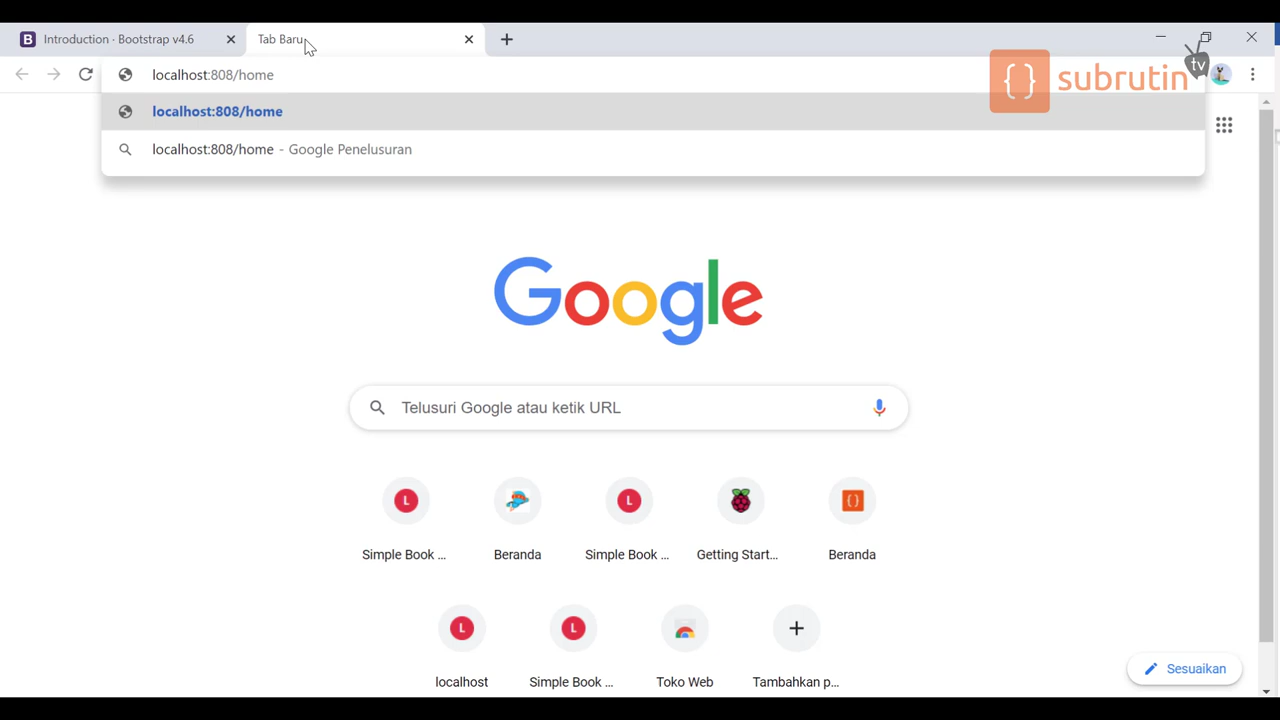 Introduction · Bootstrap v4.6
Tab Baru
localhost:808/home
{} subrutin tv
localhost:808/home
localhost:808/home - Google Penelusuran
Google
Telusuri Google atau ketik URL
L
L
{}
Simple Book ...
Beranda
Simple Book ...
Getting Start...
Beranda
L
L
localhost
Simple Book ...
Toko Web
Tambahkan p...
Sesuaikan